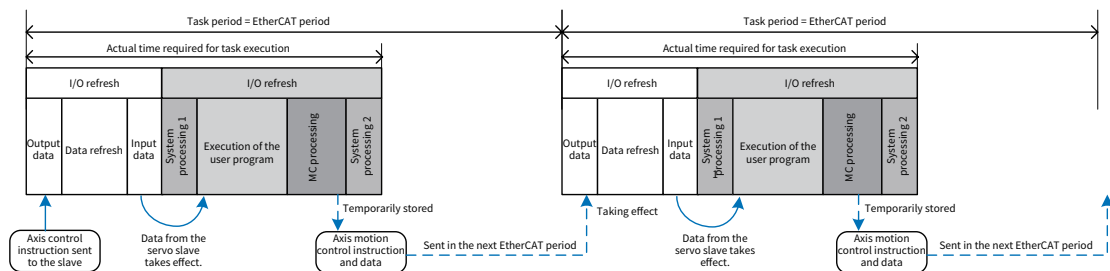 Task period = EtherCAT period
Task period = EtherCAT period
Actual time required for task execution
Actual time required for task execution
I/O refresh
I/O refresh
I/O refresh
I/O refresh
Output
data
Data refresh
Input
data
System
processing 1
Execution of the
user program
MC processing
System
processing 2
Output
data
Data refresh
Input
data
System
processing 1
Execution of the
user program
MC processing
System
processing 2
Temporarily stored
Taking effect
Temporarily stored
Axis control
instruction sent
to the slave
Data from the
servo slave
takes effect.
Axis motion
control instruction
and data
Sent in the next EtherCAT period
Data from the
servo slave takes
effect.
Axis motion
control instruction
and data
Sent in the next EtherCAT period